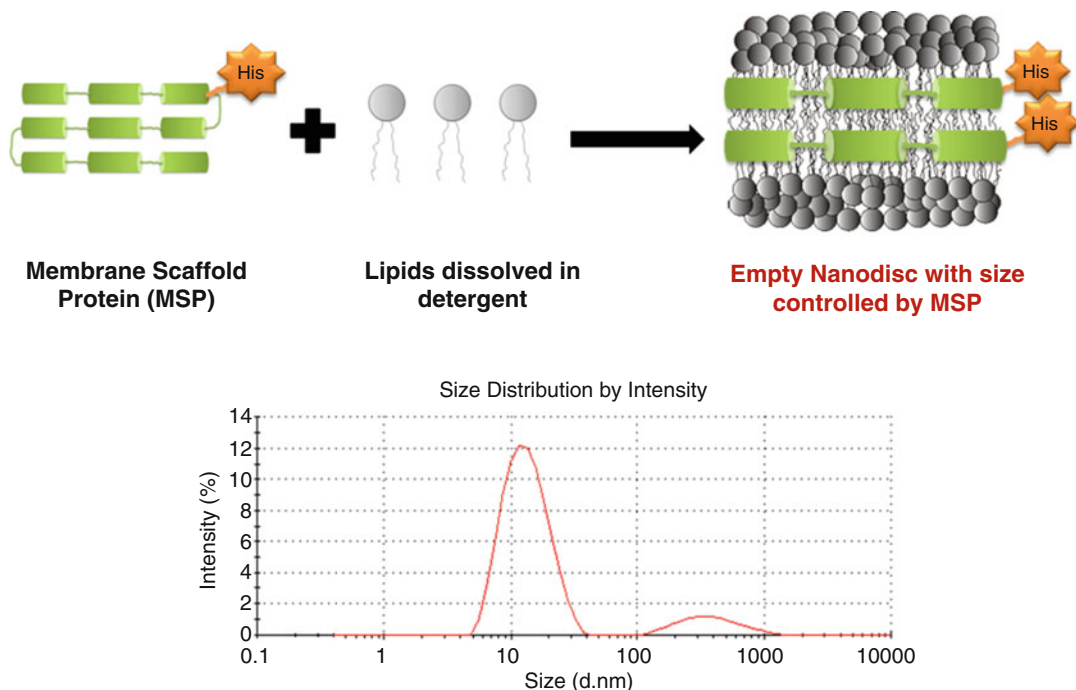 His
His
His
Membrane Scaffold
Protein (MSP)
Lipids dissolved in
detergent
Empty Nanodisc with size
controlled by MSP
Size Distribution by Intensity
Intensity (%)
14
12
10
8
6
4
2
0
0.1 1 10 100 1000 10000
Size (d.nm)